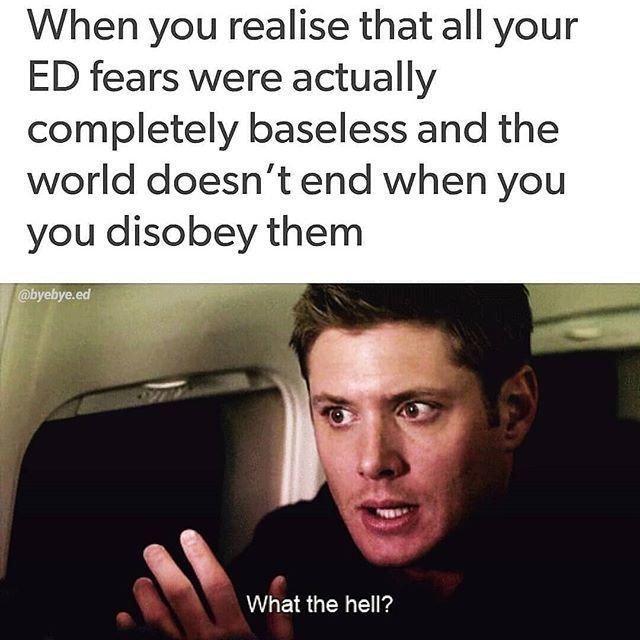 When you realise that all your
ED fears were actually
completely baseless and the
world doesn't end when you
you disobey them
@byebye.ed
What the hell?